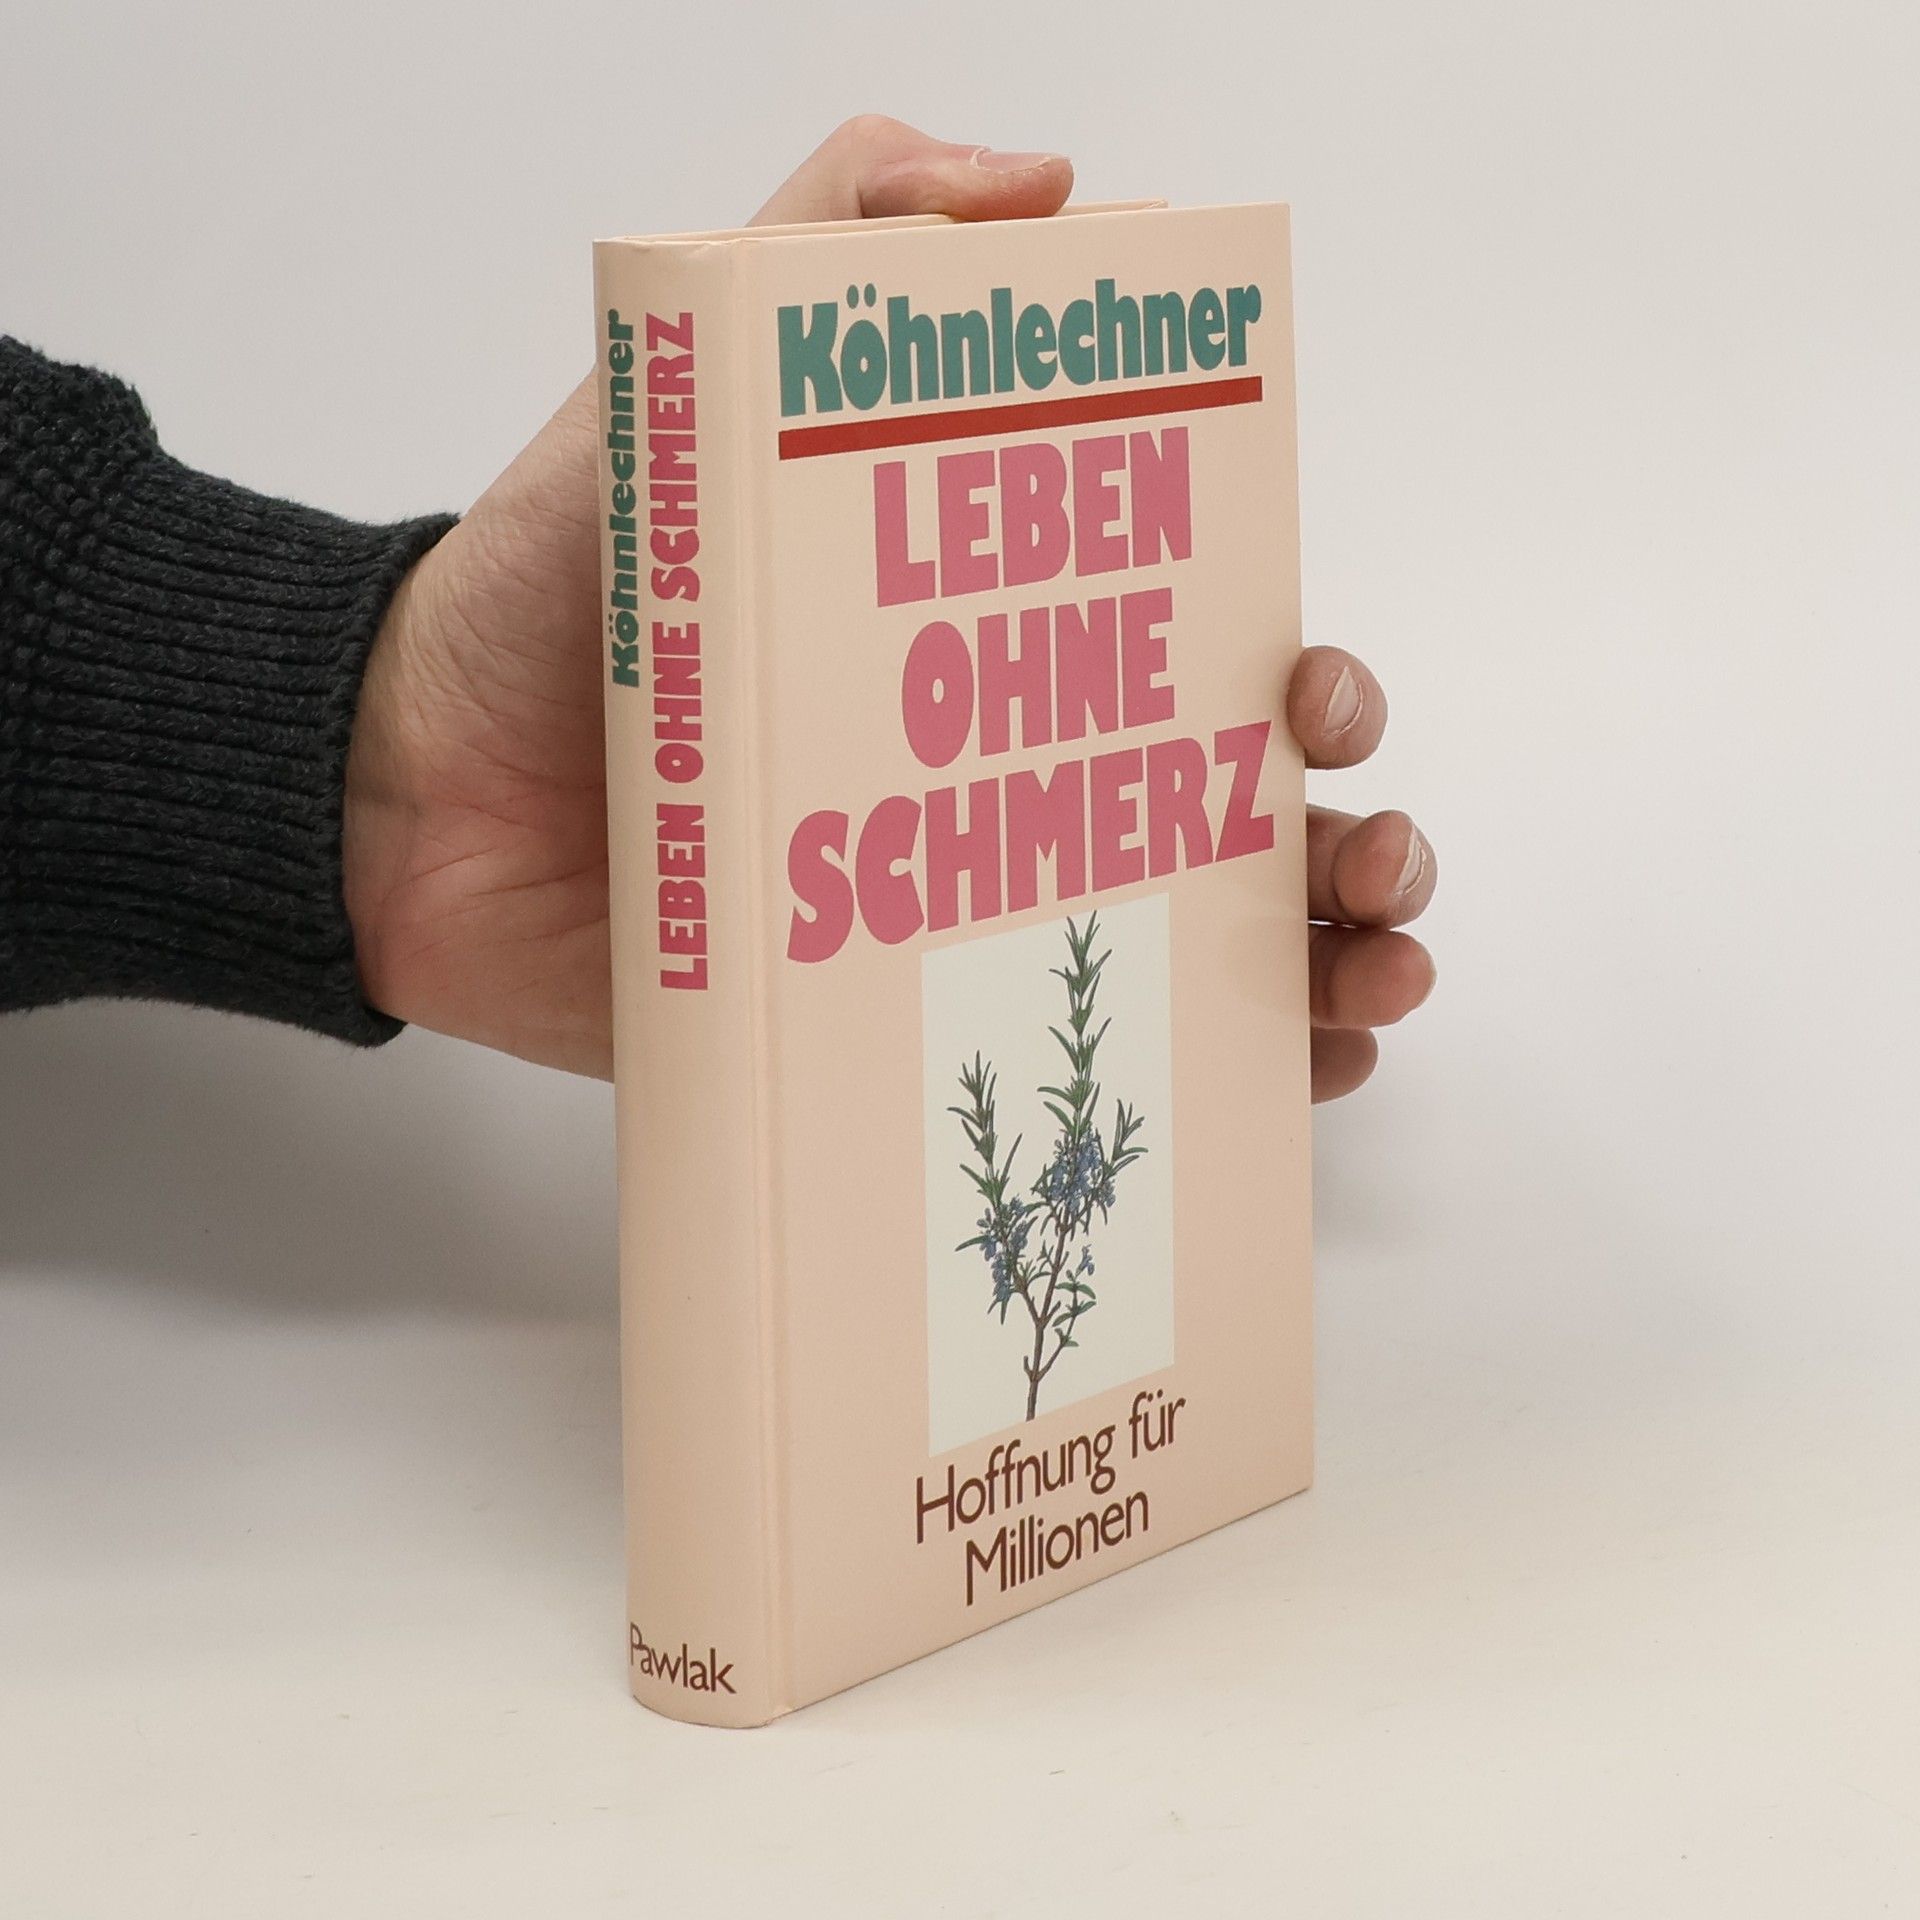 Köhnlechner
LEBEN OHNE SCHMERZ
Pawlak
Köhnlechner
LEBEN
OHNE
SCHMERZ
Hoffnung für
Millionen